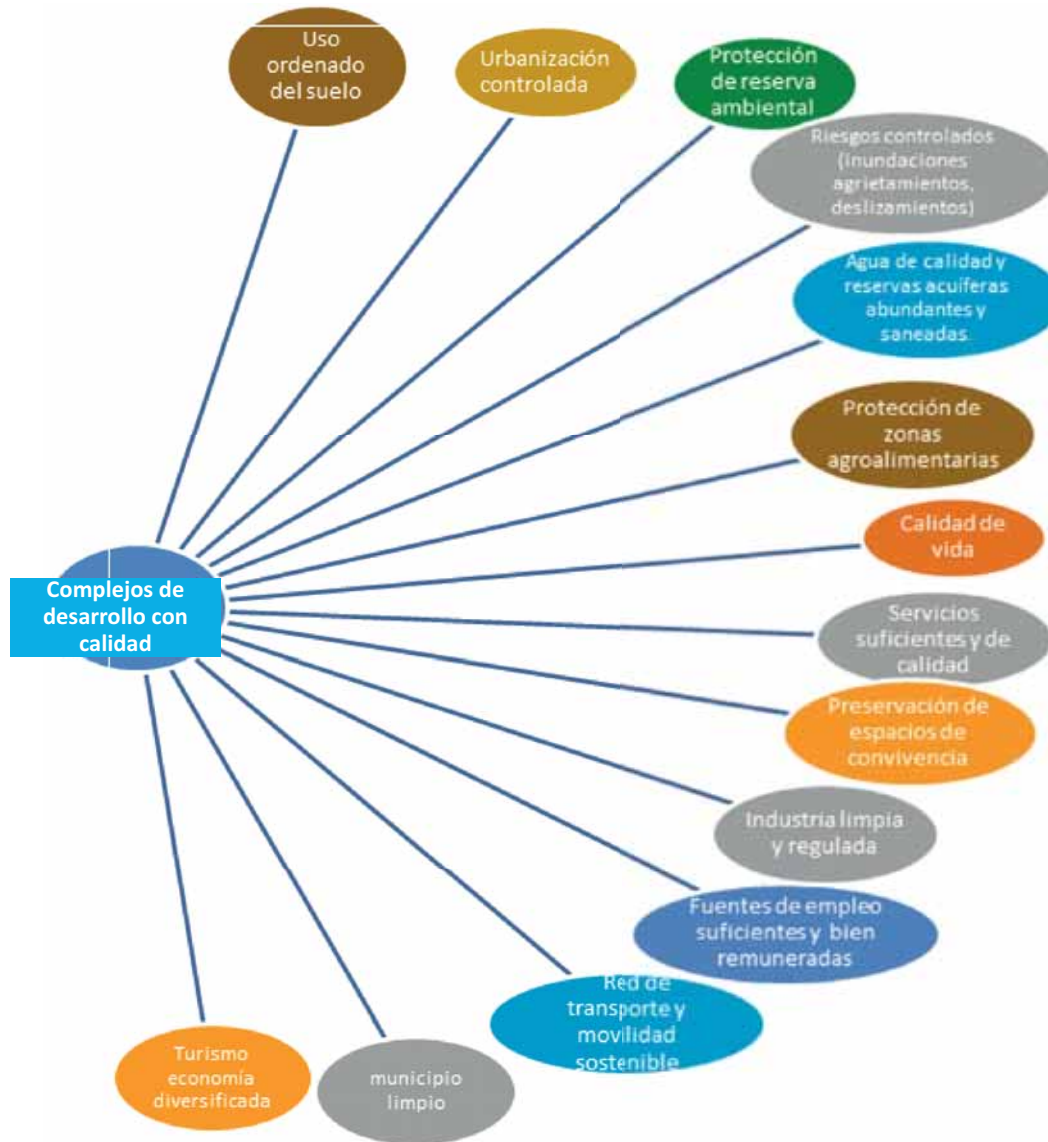 Uso
ordenado
del suelo
Urbanización
controlada
Protección
de reserva
ambiental
Riesgos controlados
(inundaciones
agrietamientos,
deslizamientos)
Agua de calidad y
reservas acuíferas
abundantes y
saneadas.
Protección de
zonas
agroalimentarias
Calidad de
vida
Complejos de
desarrollo con
calidad
Servicios
suficientes y de
calidad
Preservación de
espacios de
convivencia
Industria limpia
y regulada
Fuentes de empleo
suficientes y bien
remuneradas
Red de
transporte y
movilidad
sostenible
municipio
limpio
Turismo
economía
diversificada